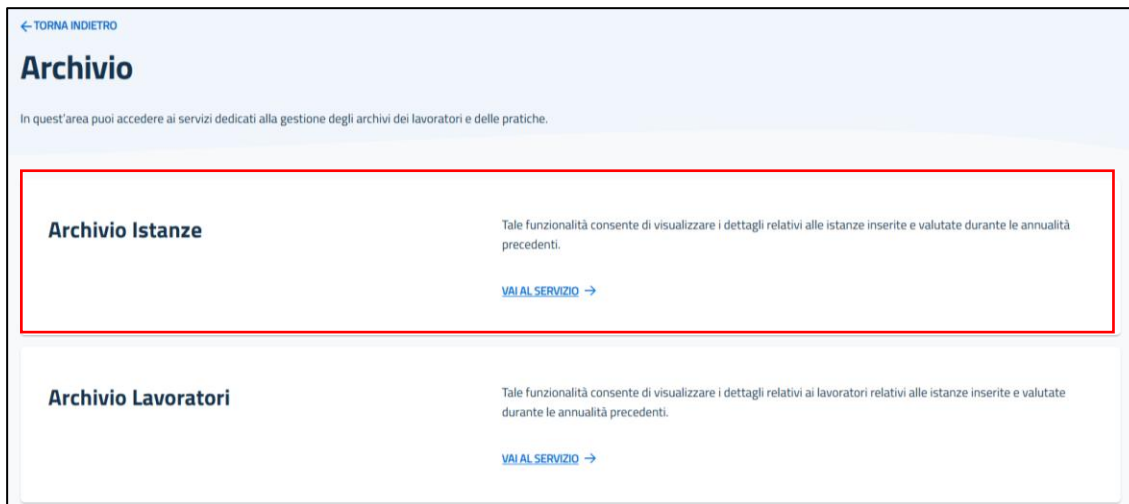 ← TORNA INDIETRO
Archivio
In quest'area puoi accedere ai servizi dedicati alla gestione degli archivi dei lavoratori e delle pratiche.
Archivio Istanze
Tale funzionalità consente di visualizzare i dettagli relativi alle istanze inserite e valutate durante le annualità
precedenti.
VAI AL SERVIZIO →
Archivio Lavoratori
Tale funzionalità consente di visualizzare i dettagli relativi ai lavoratori relativi alle istanze inserite e valutate
durante le annualità precedenti.
VAI AL SERVIZIO →